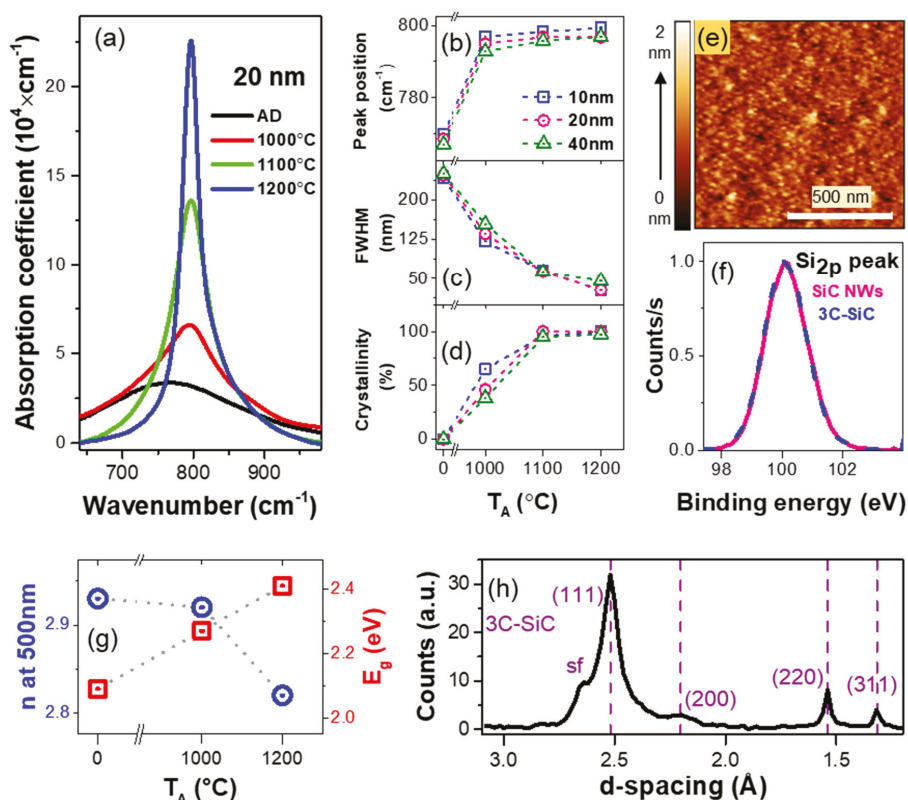 (a)
20 nm
AD
1000°C
1100°C
1200°C
Absorption coefficient (10⁴×cm⁻¹)
20
15
10
5
0
700 800 900
Wavenumber (cm⁻¹)
(b)
Peak position
(cm⁻¹)
800
780
10nm
20nm
40nm
(c)
FWHM
(nm)
200
125
50
(d)
Crystallinity
(%)
100
50
0
0 1000 1100 1200
T_A (°C)
(e)
2
nm
0
nm
500 nm
(f)
Si2p peak
SiC NWs
3C-SiC
Counts/s
1.0
0.5
0.0
98 100 102
Binding energy (eV)
(g)
n at 500nm
2.9
2.8
E_g (eV)
2.4
2.2
2.0
0 1000 1200
T_A (°C)
(h)
(111)
3C-SiC
sf
(200)
(220)
(311)
Counts (a.u.)
30
20
10
0
3.0 2.5 2.0 1.5
d-spacing (Å)